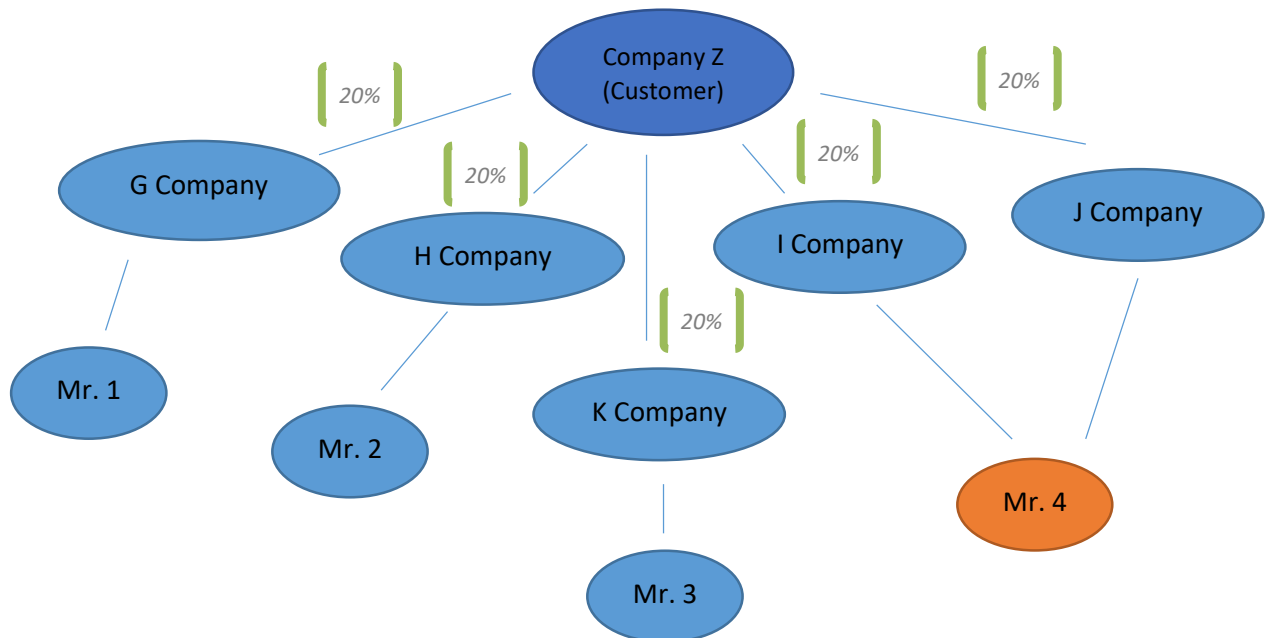 Company Z
(Customer)
20%
20%
20%
20%
G Company
H Company
I Company
J Company
20%
K Company
Mr. 1
Mr. 2
Mr. 3
Mr. 4